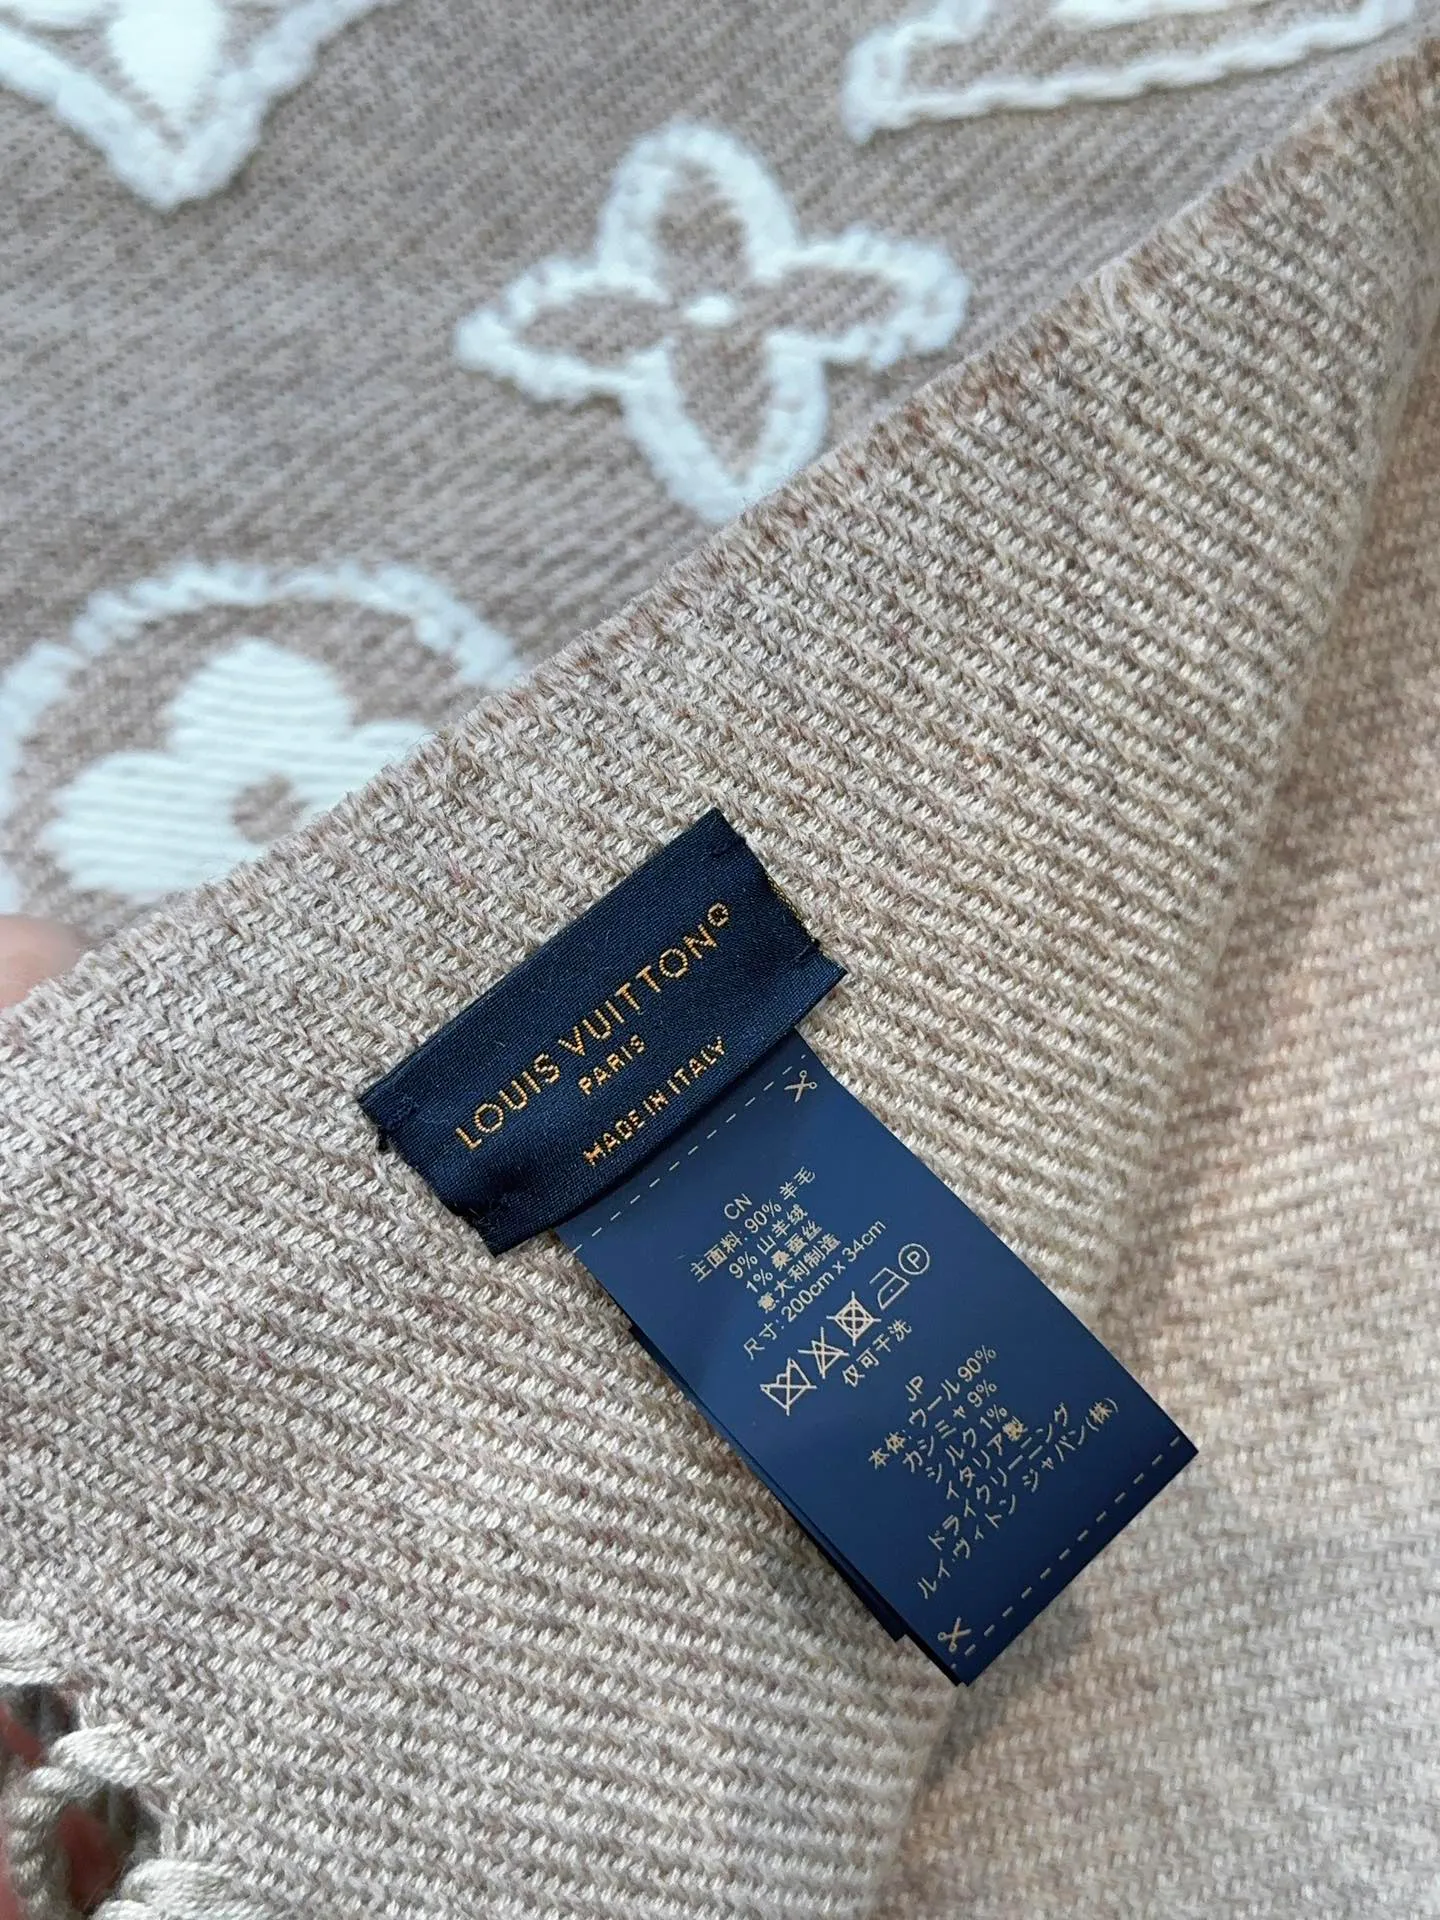 LOUIS VUITTON®
PARIS
MADE IN ITALY
CN
主面料: 90% 羊毛
9% 山羊绒
1% 桑蚕丝
意大利制造
尺寸: 200cm x 34cm
P
仅可干洗
JP
本体: ウール 90%
カシミヤ 9%
シルク 1%
イタリア製
ドライクリーニング
ルイ・ヴィトン ジャパン(株)